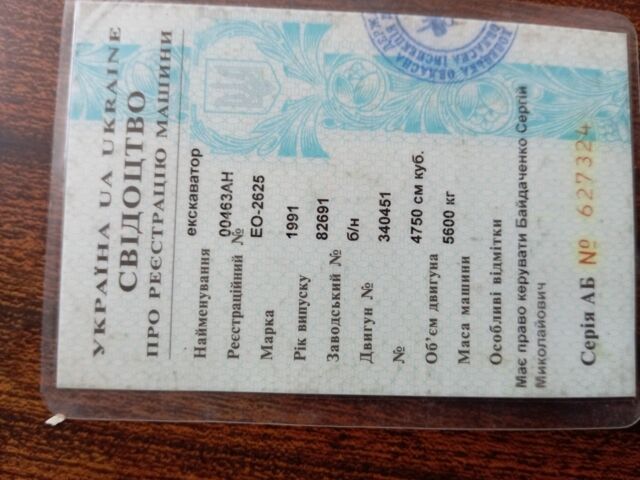 УКРАЇНА UA UKRAINE
СВІДОЦТВО
ПРО РЕЄСТРАЦІЮ МАШИНИ
Найменування екскаватор
Реєстраційний № 00463АН
Марка ЕО-2625
Рік випуску 1991
Заводський № 82691
Двигун № б/н
№ 340451
Об'єм двигуна 4750 см куб.
Маса машини 5600 кг
Особливі відмітки
Має право керувати Байдаченко Сергій
Миколайович
Серія АБ № 627324